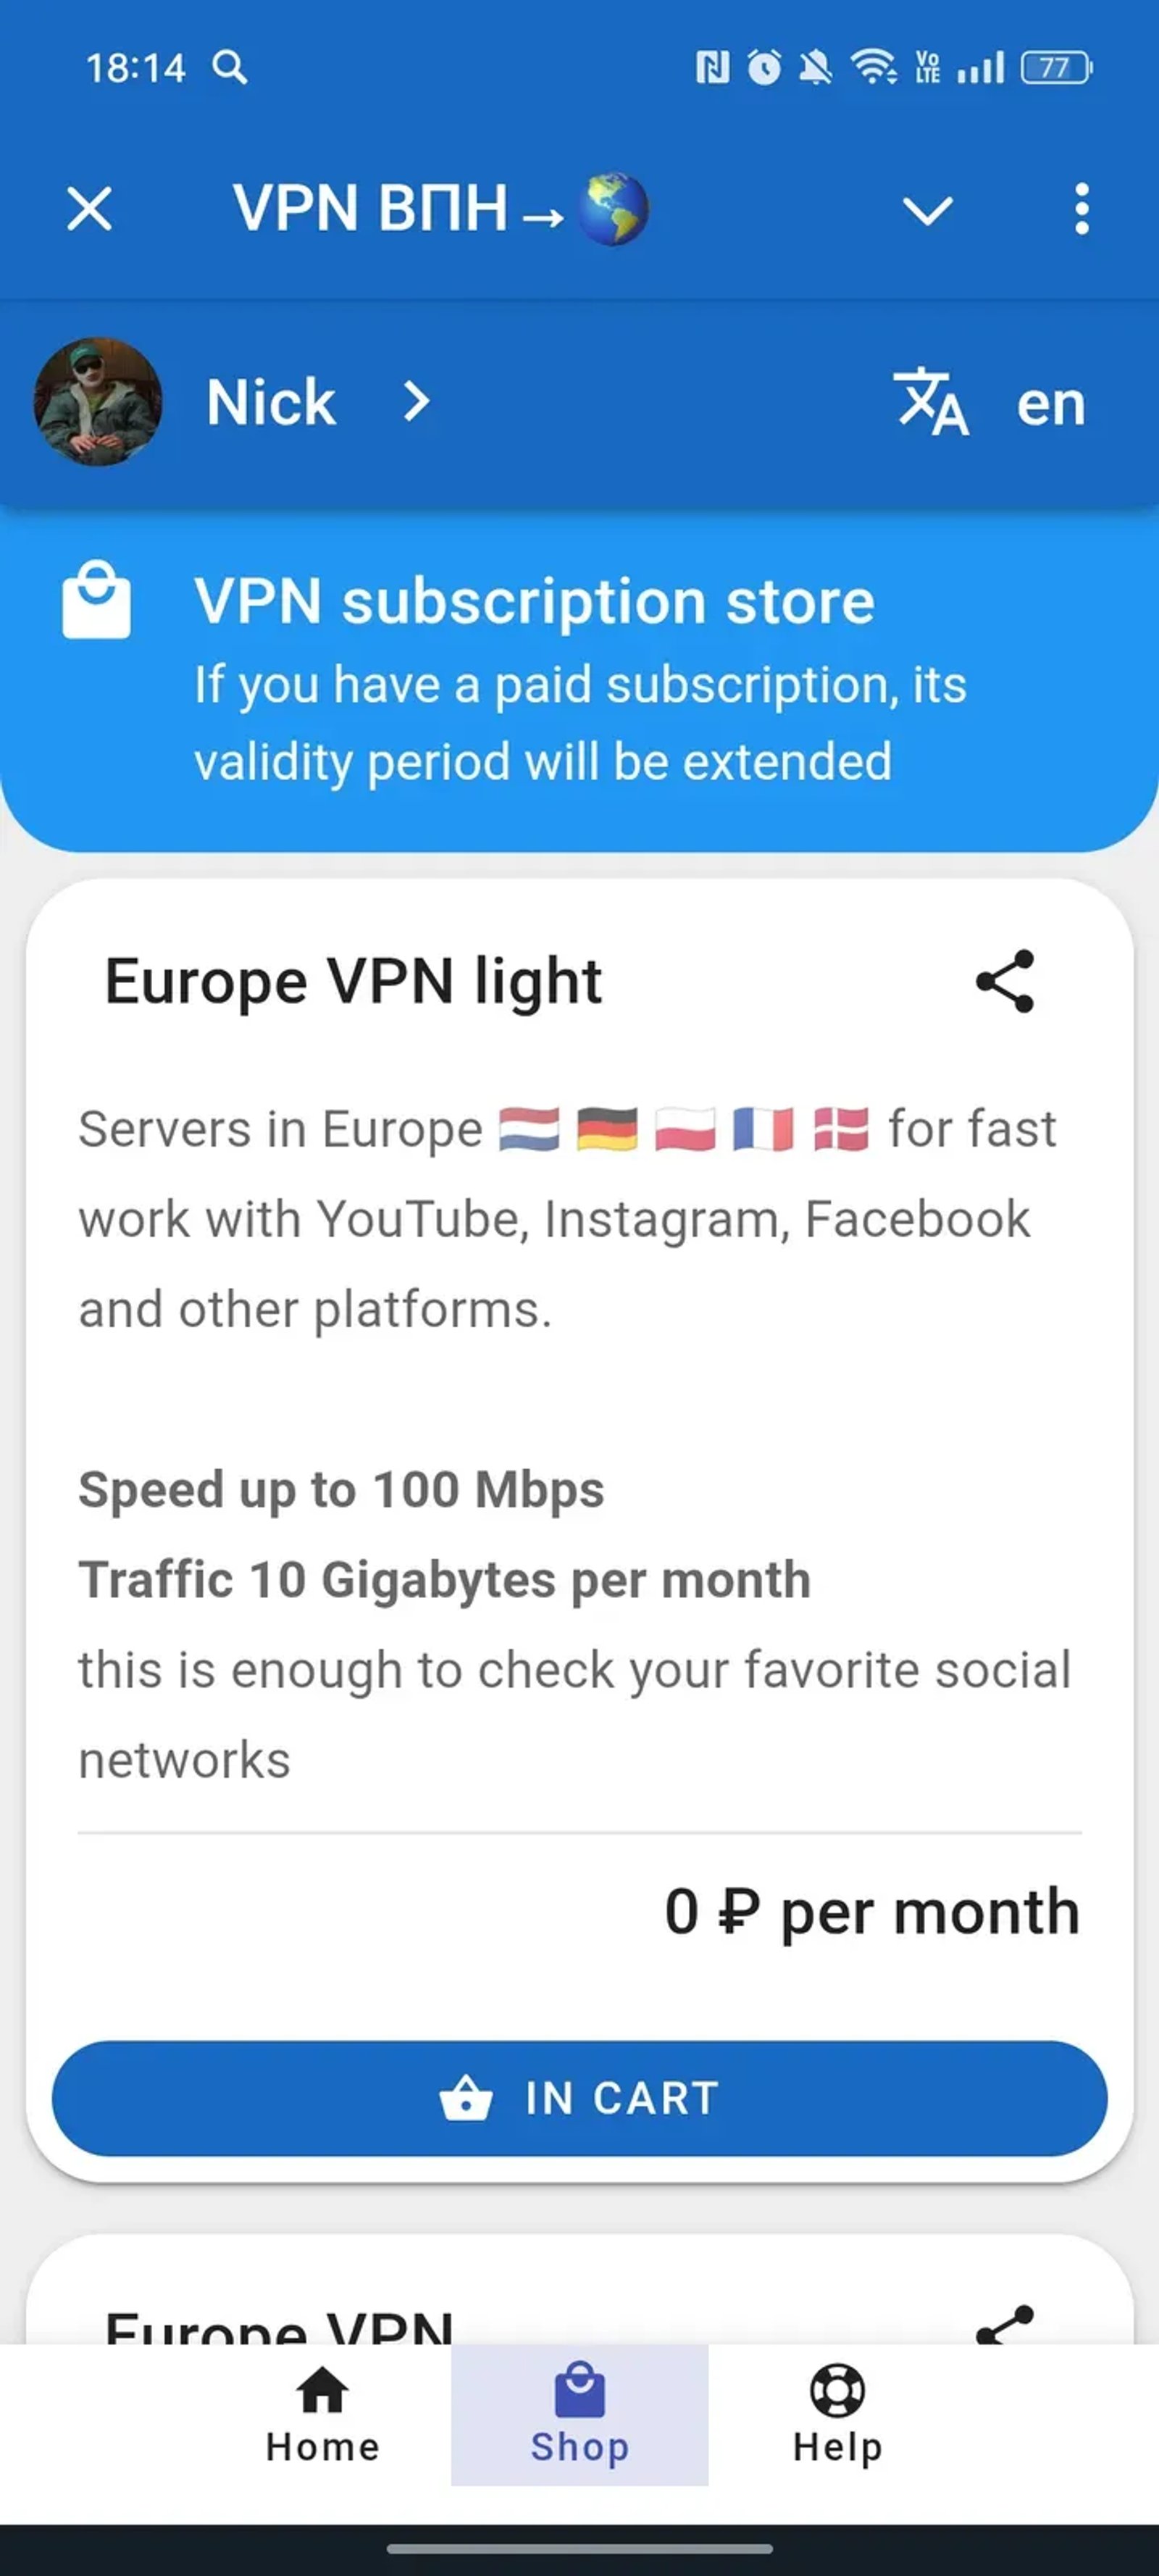 18:14
Vo LTE
77
VPN ВПН→🌎
Nick
en
VPN subscription store
If you have a paid subscription, its
validity period will be extended
Europe VPN light
Servers in Europe 🇳🇱 🇩🇪 🇵🇱 🇫🇷 🇩🇰 for fast
work with YouTube, Instagram, Facebook
and other platforms.
Speed up to 100 Mbps
Traffic 10 Gigabytes per month
this is enough to check your favorite social
networks
0 ₽ per month
IN CART
Europe VPN
Home
Shop
Help